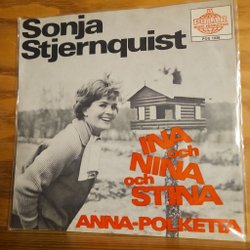 Sonja
Stjernquist
INA
och
NINA
och
STINA
ANNA-POLKETTA